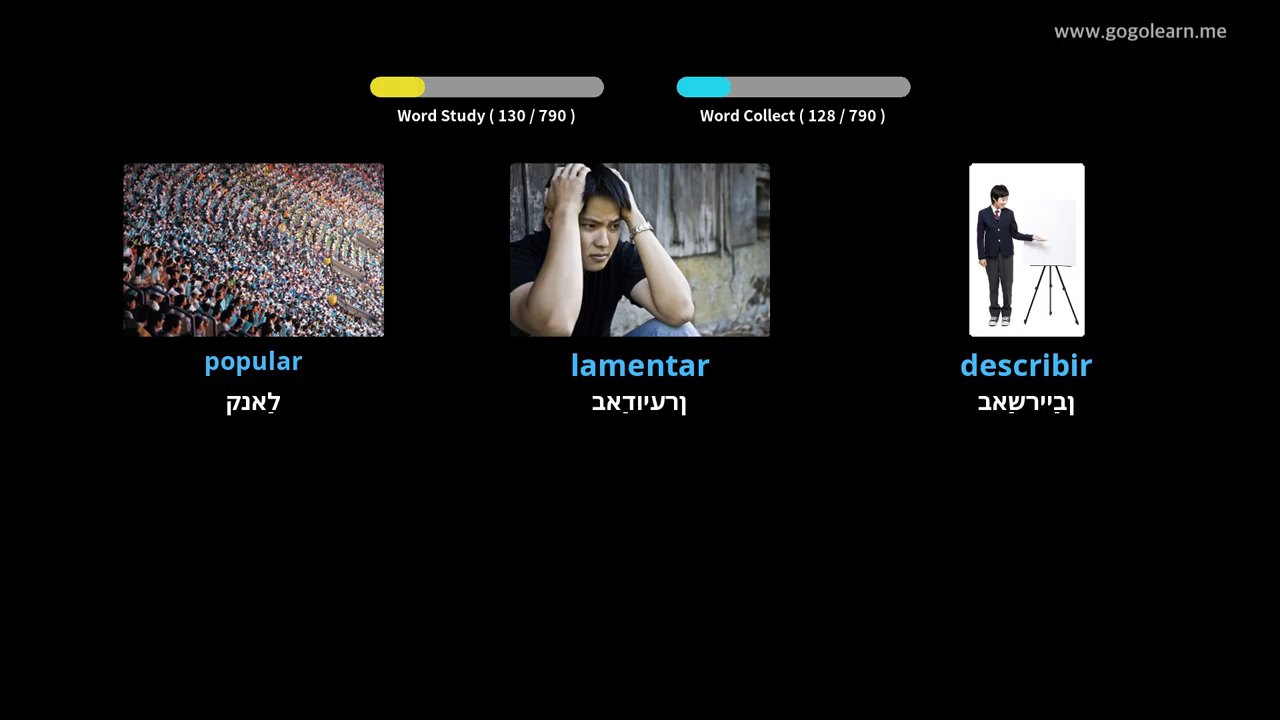 www.gogolearn.me
Word Study ( 130 / 790 )
Word Collect ( 128 / 790 )
popular
לַאנק
lamentar
ןרעיודַאב
describir
ןבַיירשַאב